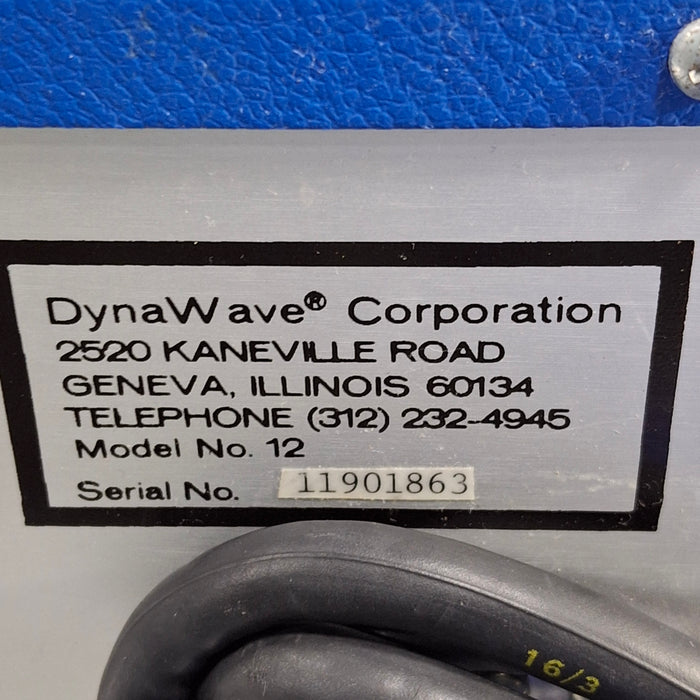 DynaWave® Corporation
2520 KANEVILLE ROAD
GENEVA, ILLINOIS 60134
TELEPHONE (312) 232-4945
Model No. 12
Serial No. 11901863
16/3